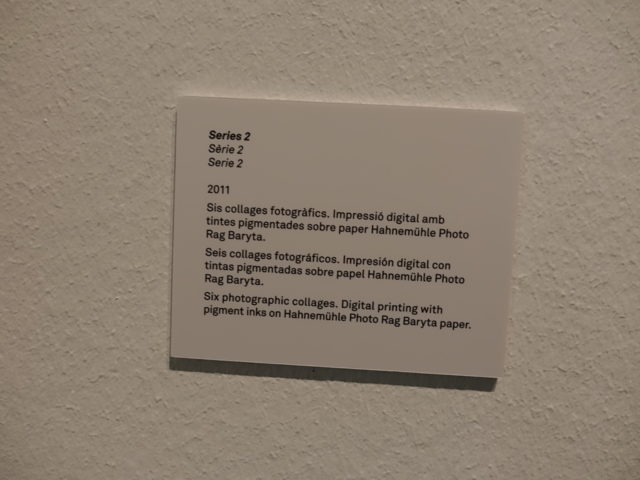 Series 2
Sèrie 2
Serie 2
2011
Sis collages fotogràfics. Impressió digital amb
tintes pigmentades sobre paper Hahnemühle Photo
Rag Baryta.
Seis collages fotográficos. Impresión digital con
tintas pigmentadas sobre papel Hahnemühle Photo
Rag Baryta.
Six photographic collages. Digital printing with
pigment inks on Hahnemühle Photo Rag Baryta paper.